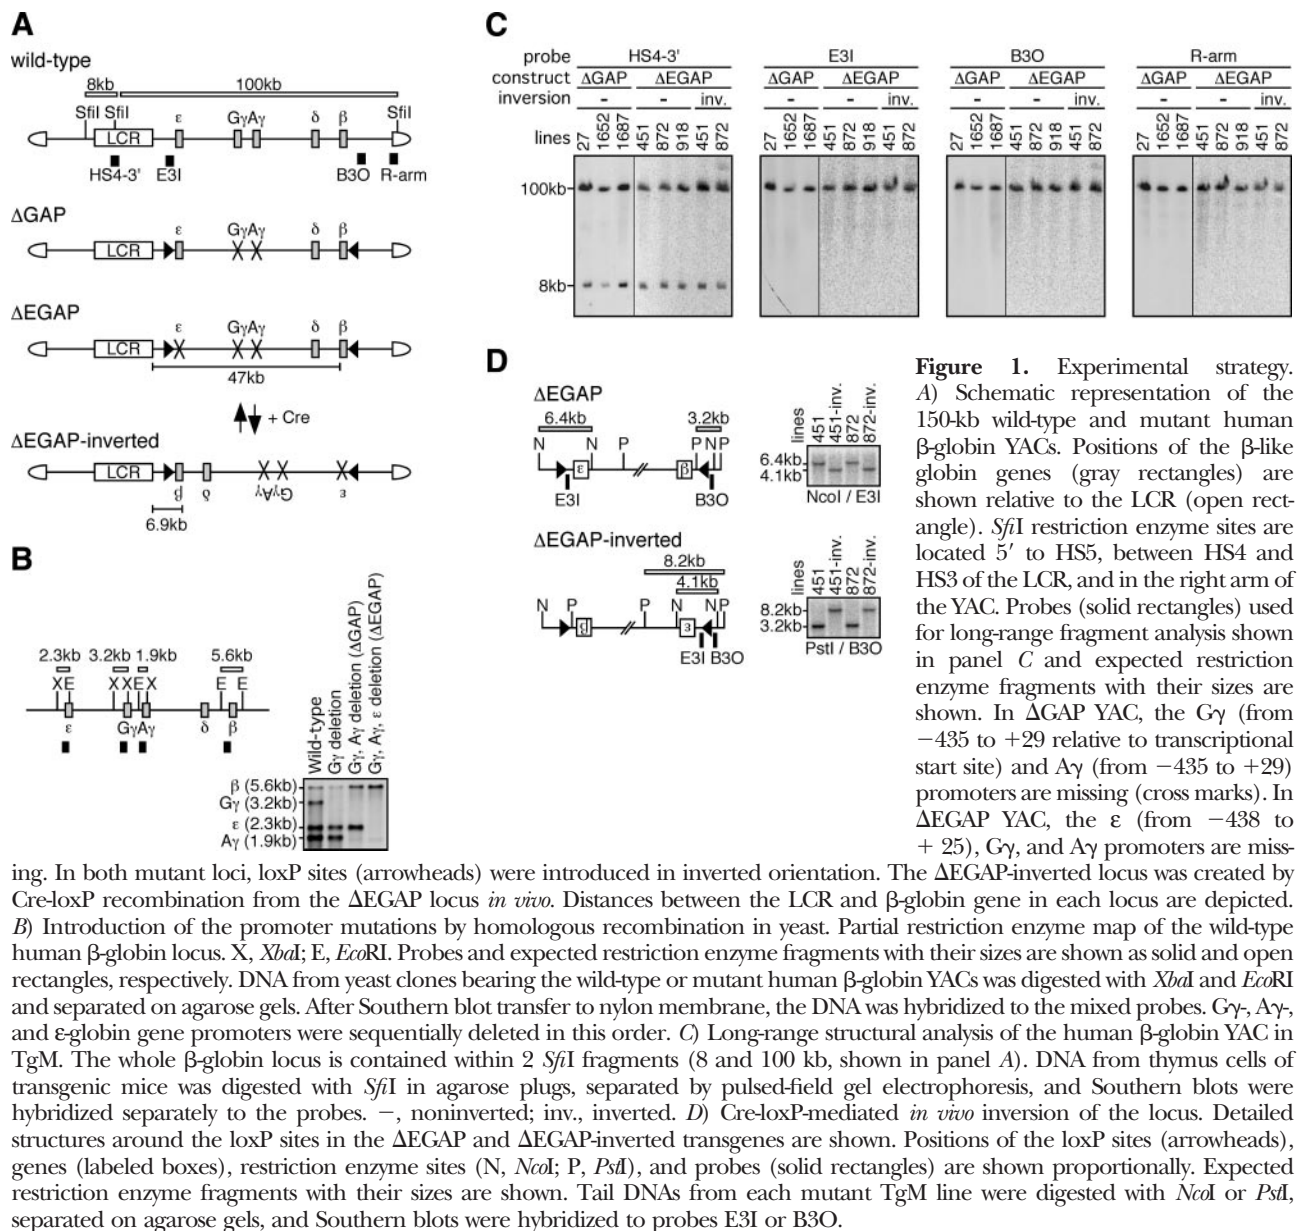 A
wild-type
8kb 100kb
SfiI SfiI ε GγAγ δ β SfiI
LCR
HS4-3' E3I B3O R-arm
ΔGAP
ε GγAγ δ β
LCR
ΔEGAP
ε GγAγ δ β
LCR
47kb
+ Cre
ΔEGAP-inverted
LCR
β δ Aγ Gγ ε
6.9kb
B
2.3kb 3.2kb 1.9kb 5.6kb
XE XXEX E E
ε GγAγ δ β
Wild-type
Gγ deletion
Gγ, Aγ deletion (ΔGAP)
Gγ, Aγ, ε deletion (ΔEGAP)
β (5.6kb)
Gγ (3.2kb)
ε (2.3kb)
Aγ (1.9kb)
C
probe HS4-3' E3I B3O R-arm
construct ΔGAP ΔEGAP ΔGAP ΔEGAP ΔGAP ΔEGAP ΔGAP ΔEGAP
inversion - - inv. - - inv. - - inv. - - inv.
lines 27 1652 1687 451 872 918 451 872 27 1652 1687 451 872 918 451 872 27 1652 1687 451 872 918 451 872 27 1652 1687 451 872 918 451 872
100kb
8kb
D
ΔEGAP
6.4kb 3.2kb
N N P P N P
ε β
E3I B3O
lines 451 451-inv. 872 872-inv.
6.4kb
4.1kb
NcoI / E3I
ΔEGAP-inverted
8.2kb
4.1kb
N P P N N P
β ε
E3I B3O
lines 451 451-inv. 872 872-inv.
8.2kb
3.2kb
PstI / B3O
Figure 1. Experimental strategy.
A) Schematic representation of the
150-kb wild-type and mutant human
β-globin YACs. Positions of the β-like
globin genes (gray rectangles) are
shown relative to the LCR (open rect-
angle). SfiI restriction enzyme sites are
located 5′ to HS5, between HS4 and
HS3 of the LCR, and in the right arm of
the YAC. Probes (solid rectangles) used
for long-range fragment analysis shown
in panel C and expected restriction
enzyme fragments with their sizes are
shown. In ΔGAP YAC, the Gγ (from
−435 to +29 relative to transcriptional
start site) and Aγ (from −435 to +29)
promoters are missing (cross marks). In
ΔEGAP YAC, the ε (from −438 to
+ 25), Gγ, and Aγ promoters are miss-
ing. In both mutant loci, loxP sites (arrowheads) were introduced in inverted orientation. The ΔEGAP-inverted locus was created by
Cre-loxP recombination from the ΔEGAP locus in vivo. Distances between the LCR and β-globin gene in each locus are depicted.
B) Introduction of the promoter mutations by homologous recombination in yeast. Partial restriction enzyme map of the wild-type
human β-globin locus. X, XbaI; E, EcoRI. Probes and expected restriction enzyme fragments with their sizes are shown as solid and open
rectangles, respectively. DNA from yeast clones bearing the wild-type or mutant human β-globin YACs was digested with XbaI and EcoRI
and separated on agarose gels. After Southern blot transfer to nylon membrane, the DNA was hybridized to the mixed probes. Gγ-, Aγ-,
and ε-globin gene promoters were sequentially deleted in this order. C) Long-range structural analysis of the human β-globin YAC in
TgM. The whole β-globin locus is contained within 2 SfiI fragments (8 and 100 kb, shown in panel A). DNA from thymus cells of
transgenic mice was digested with SfiI in agarose plugs, separated by pulsed-field gel electrophoresis, and Southern blots were
hybridized separately to the probes. −, noninverted; inv., inverted. D) Cre-loxP-mediated in vivo inversion of the locus. Detailed
structures around the loxP sites in the ΔEGAP and ΔEGAP-inverted transgenes are shown. Positions of the loxP sites (arrowheads),
genes (labeled boxes), restriction enzyme sites (N, NcoI; P, PstI), and probes (solid rectangles) are shown proportionally. Expected
restriction enzyme fragments with their sizes are shown. Tail DNAs from each mutant TgM line were digested with NcoI or PstI,
separated on agarose gels, and Southern blots were hybridized to probes E3I or B3O.